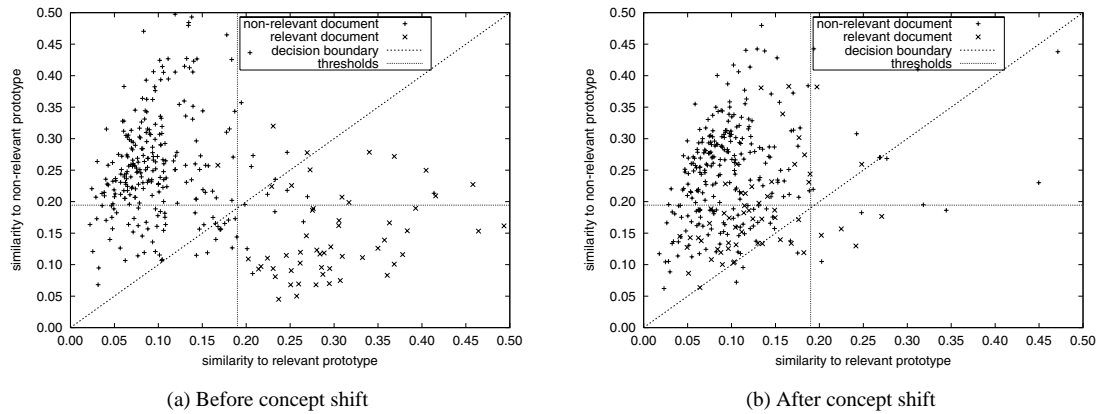 0.50
0.45
0.40
0.35
0.30
0.25
0.20
0.15
0.10
0.05
0.00
similarity to non-relevant prototype
non-relevant document
relevant document
decision boundary
thresholds
0.00 0.05 0.10 0.15 0.20 0.25 0.30 0.35 0.40 0.45 0.50
similarity to relevant prototype
(a) Before concept shift
0.50
0.45
0.40
0.35
0.30
0.25
0.20
0.15
0.10
0.05
0.00
similarity to non-relevant prototype
non-relevant document
relevant document
decision boundary
thresholds
0.00 0.05 0.10 0.15 0.20 0.25 0.30 0.35 0.40 0.45 0.50
similarity to relevant prototype
(b) After concept shift